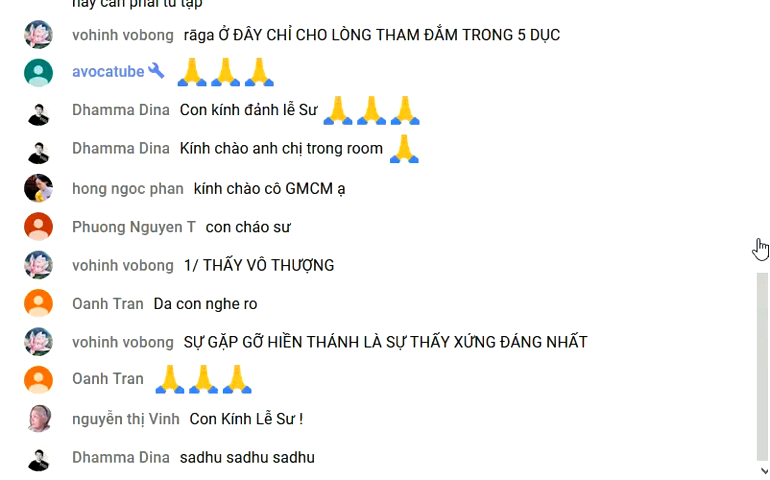 này cần phải tu tập
vohinh vobong rāga Ở ĐÂY CHỈ CHO LÒNG THAM ĐẮM TRONG 5 DỤC
avocatube 🙏🙏🙏
Dhamma Dina Con kính đảnh lễ Sư 🙏🙏🙏
Dhamma Dina Kính chào anh chị trong room 🙏
hong ngoc phan kính chào cô GMCM ạ
Phuong Nguyen T con cháo sư
vohinh vobong 1/ THẤY VÔ THƯỢNG
Oanh Tran Da con nghe ro
vohinh vobong SỰ GẶP GỠ HIỀN THÁNH LÀ SỰ THẤY XỨNG ĐÁNG NHẤT
Oanh Tran 🙏🙏🙏
nguyễn thị Vinh Con Kính Lễ Sư !
Dhamma Dina sadhu sadhu sadhu